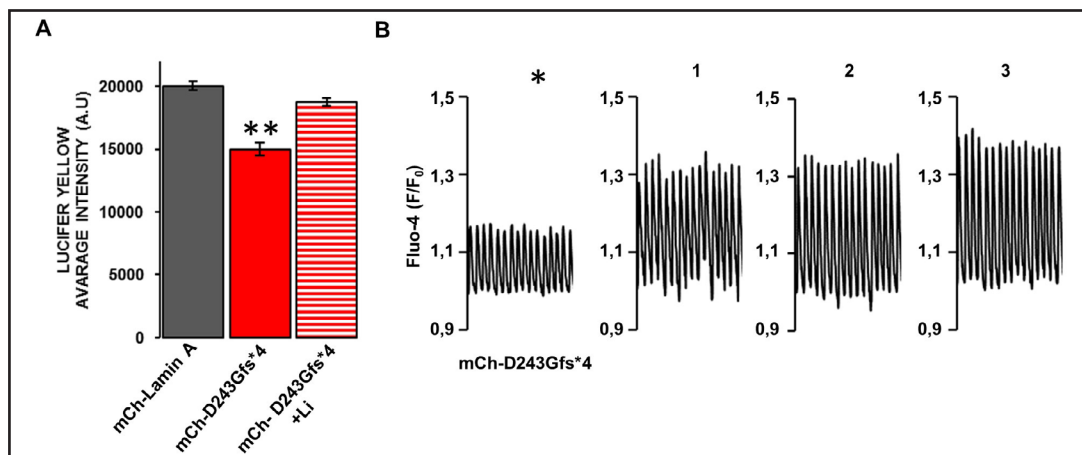 A
LUCIFER YELLOW
AVARAGE INTENSITY (A.U)
20000
15000
10000
5000
0
**
mCh-Lamin A
mCh-D243Gfs*4
mCh- D243Gfs*4
+Li
B
*
1
2
3
Fluo-4 (F/F0)
1,5
1,3
1,1
0,9
1,5
1,3
1,1
0,9
1,5
1,3
1,1
0,9
1,5
1,3
1,1
0,9
mCh-D243Gfs*4